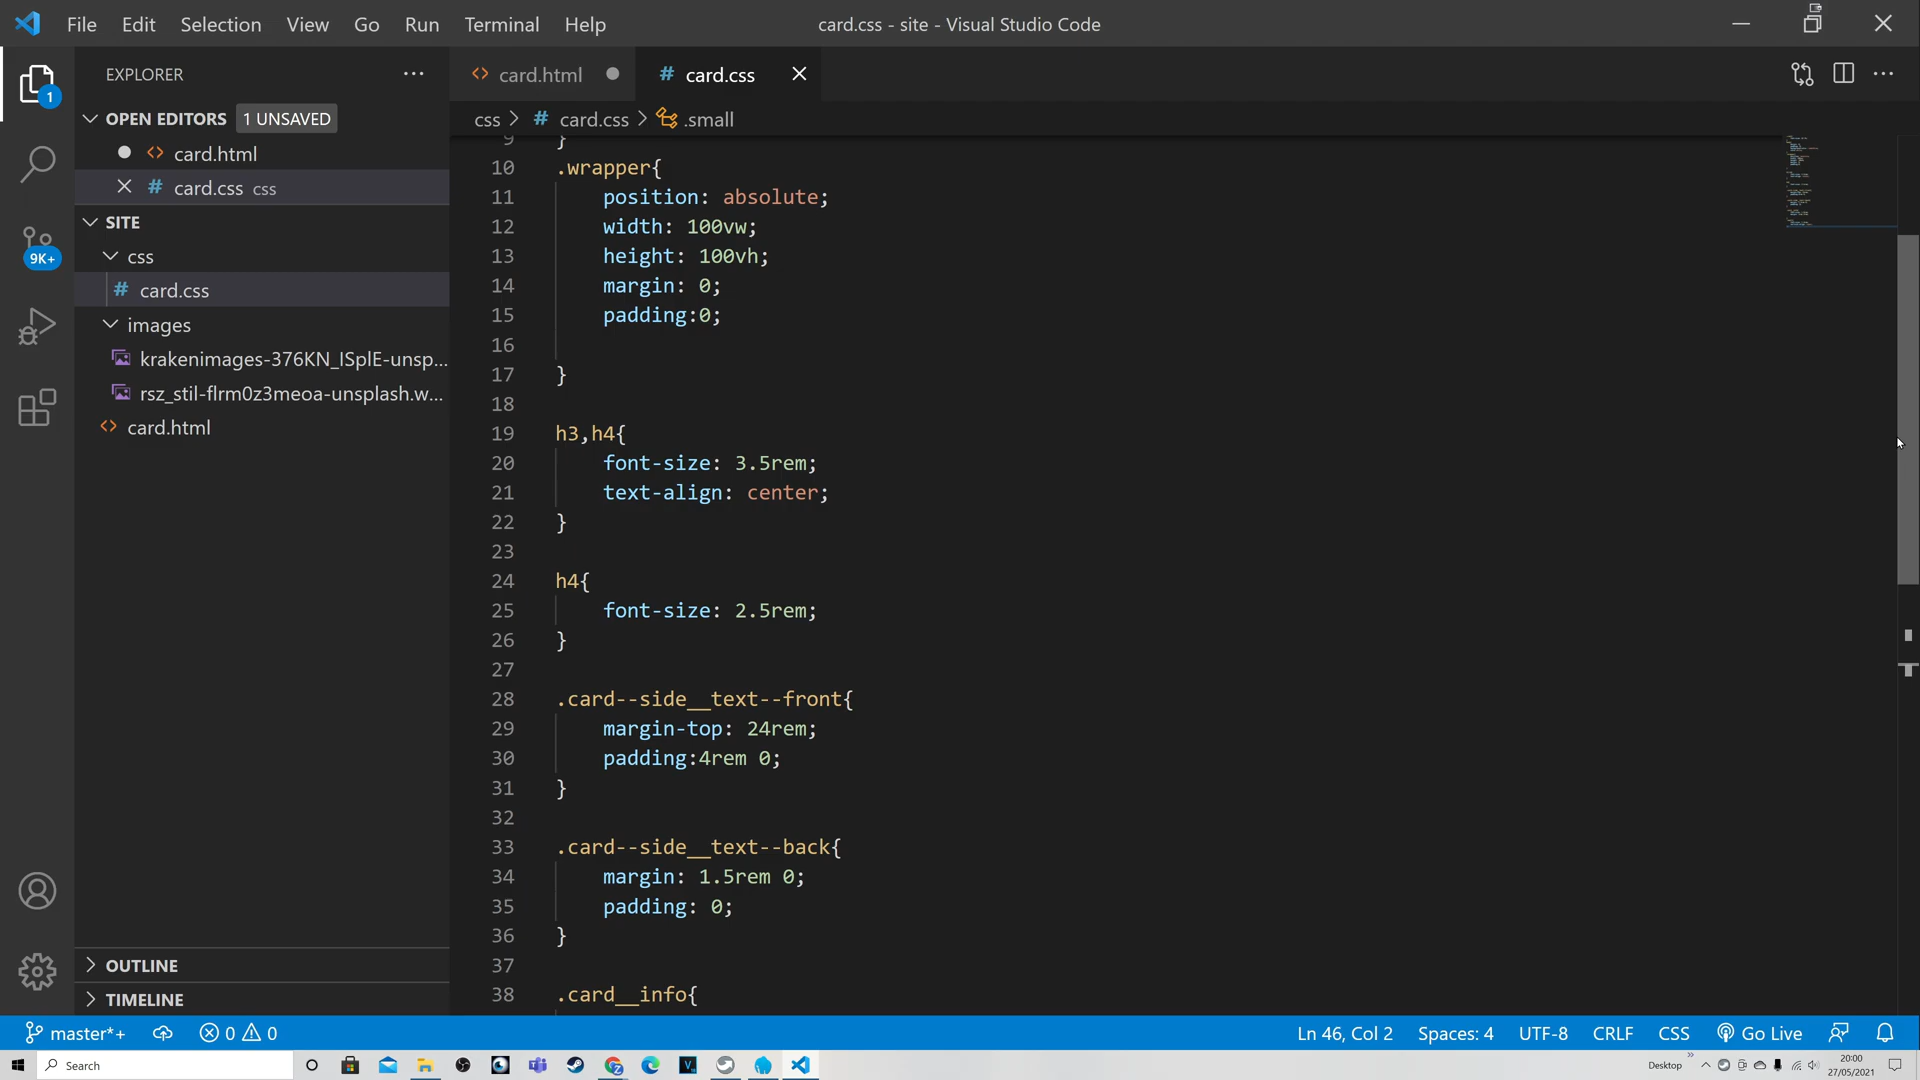 File Edit Selection View Go Run Terminal Help
card.css - site - Visual Studio Code
EXPLORER
card.html
# card.css
OPEN EDITORS 1 UNSAVED
css > # card.css > .small
card.html
# card.css css
SITE
css
# card.css
images
krakenimages-376KN_ISplE-unsp...
rsz_stil-flrm0z3meoa-unsplash.w...
card.html
1
9K+
9 }
10 .wrapper{
11 position: absolute;
12 width: 100vw;
13 height: 100vh;
14 margin: 0;
15 padding:0;
16
17 }
18
19 h3,h4{
20 font-size: 3.5rem;
21 text-align: center;
22 }
23
24 h4{
25 font-size: 2.5rem;
26 }
27
28 .card--side__text--front{
29 margin-top: 24rem;
30 padding:4rem 0;
31 }
32
33 .card--side__text--back{
34 margin: 1.5rem 0;
35 padding: 0;
36 }
37
38 .card__info{
OUTLINE
TIMELINE
master*+ 0 0 Ln 46, Col 2 Spaces: 4 UTF-8 CRLF CSS Go Live
Search
Desktop
20:00
27/05/2021